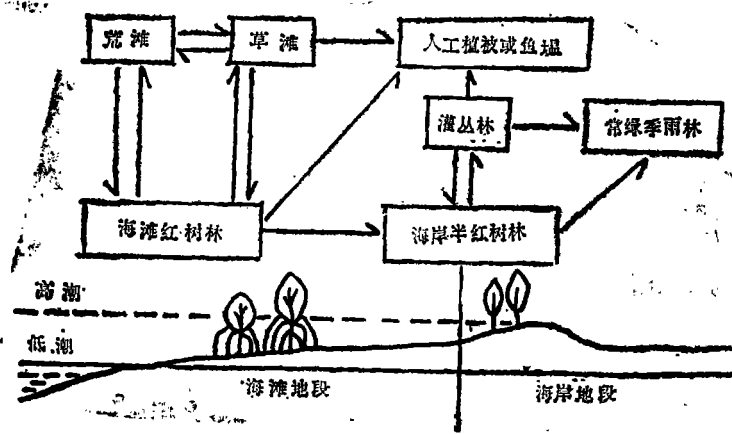 荒滩
草滩
人工植被或鱼塭
灌丛林
常绿季雨林
海滩红树林
海岸半红树林
高潮
低潮
海滩地段
海岸地段